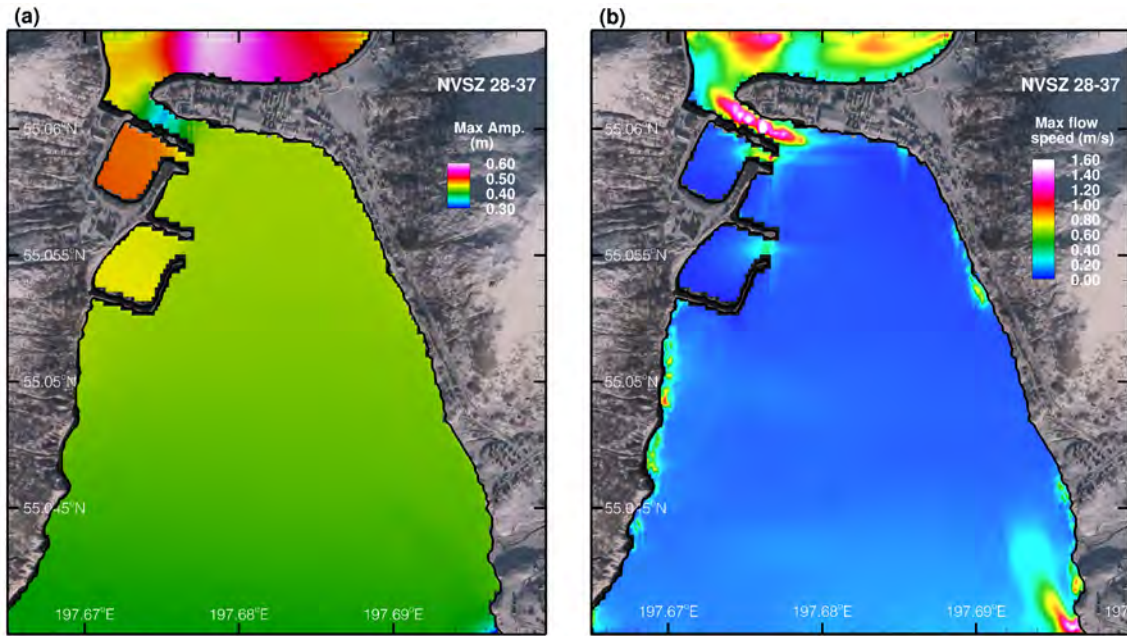 (a)
NVSZ 28-37
55.06°N
Max Amp.
(m)
0.60
0.50
0.40
0.30
55.055°N
55.05°N
55.045°N
197.67°E
197.68°E
197.69°E
(b)
NVSZ 28-37
55.06°N
Max flow
speed (m/s)
1.60
1.40
1.20
1.00
0.80
0.60
0.40
0.20
0.00
55.055°N
55.05°N
55.045°N
197.67°E
197.68°E
197.69°E